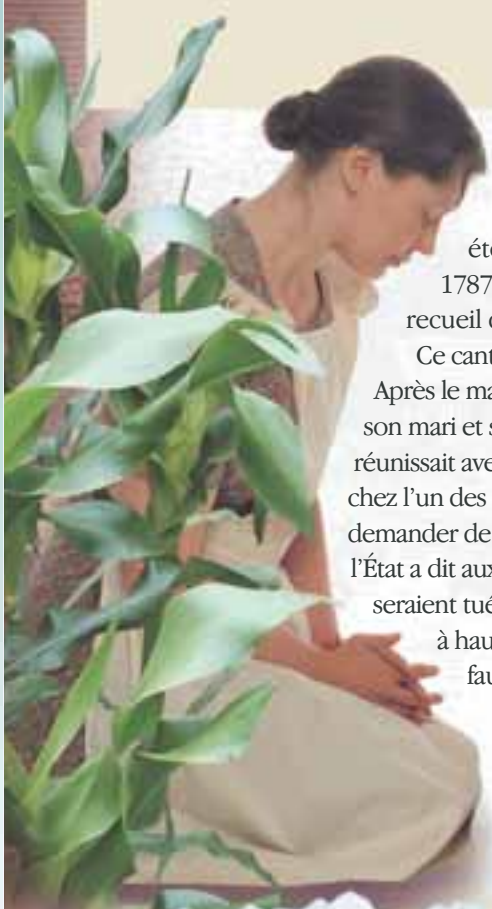 éte
1787
recueil d
Ce cant
Après le ma
son mari et s
réunissait ave
chez l'un des
demander de
l'État a dit aux
seraient tué
à hau
fau